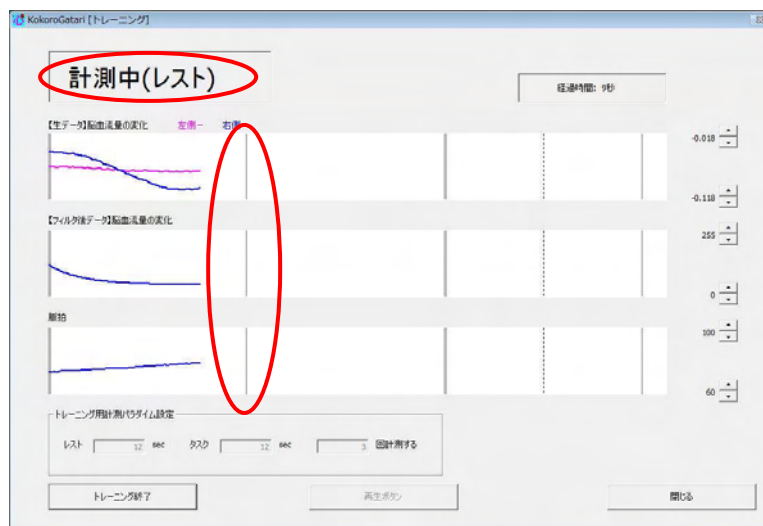 KokoroGatari [トレーニング]
計測中(レスト)
経過時間: 9秒
【生データ】脳血流量の変化 左側− 右側−
-0.018
-0.118
【フィルタ後データ】脳血流量の変化
255
0
脈拍
100
60
トレーニング用計測パラダイム設定
レスト 12 sec タスク 12 sec 3 回計測する
トレーニング終了 再生ボタン 閉じる